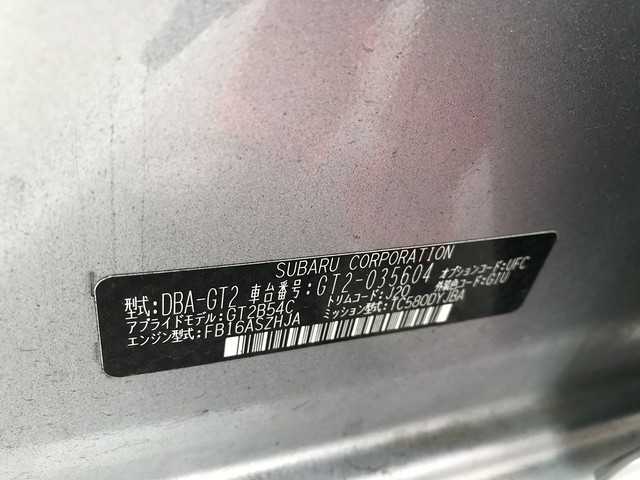 SUBARU CORPORATION
型式:DBA-GT2 車台番号:GT2-035604 オプションコード:UFC
アプライドモデル:GT2B54C トリムコード:J20 外装色コード:G1U
エンジン型式:FB16ASZHJA ミッション型式:TC580DYJBA